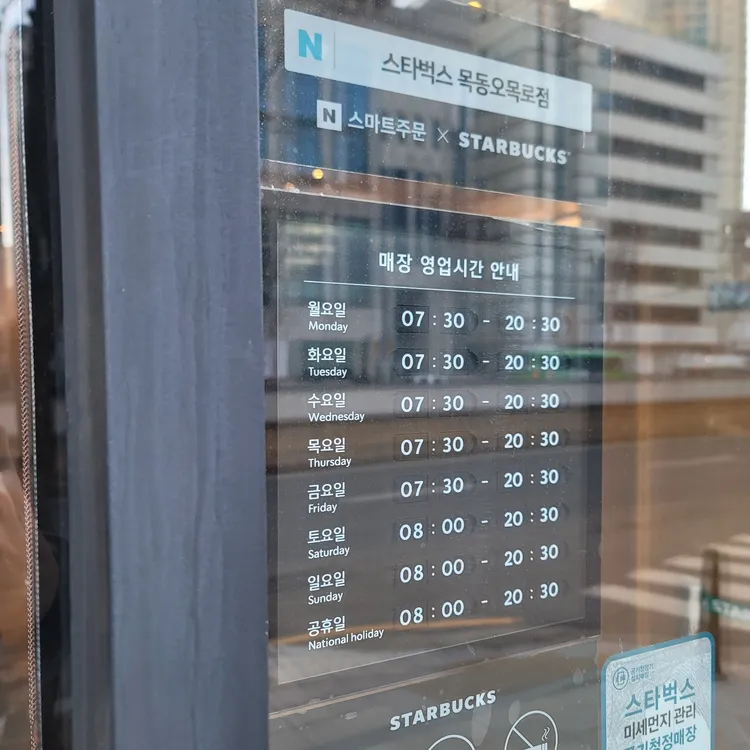 N 스타벅스 목동오목로점
N 스마트주문 × STARBUCKS
매장 영업시간 안내
월요일 07 : 30 - 20 : 30
Monday
화요일 07 : 30 - 20 : 30
Tuesday
수요일 07 : 30 - 20 : 30
Wednesday
목요일 07 : 30 - 20 : 30
Thursday
금요일 07 : 30 - 20 : 30
Friday
토요일 08 : 00 - 20 : 30
Saturday
일요일 08 : 00 - 20 : 30
Sunday
공휴일 08 : 00 - 20 : 30
National holiday
STARBUCKS
스타벅스
미세먼지 관리
공기청정매장